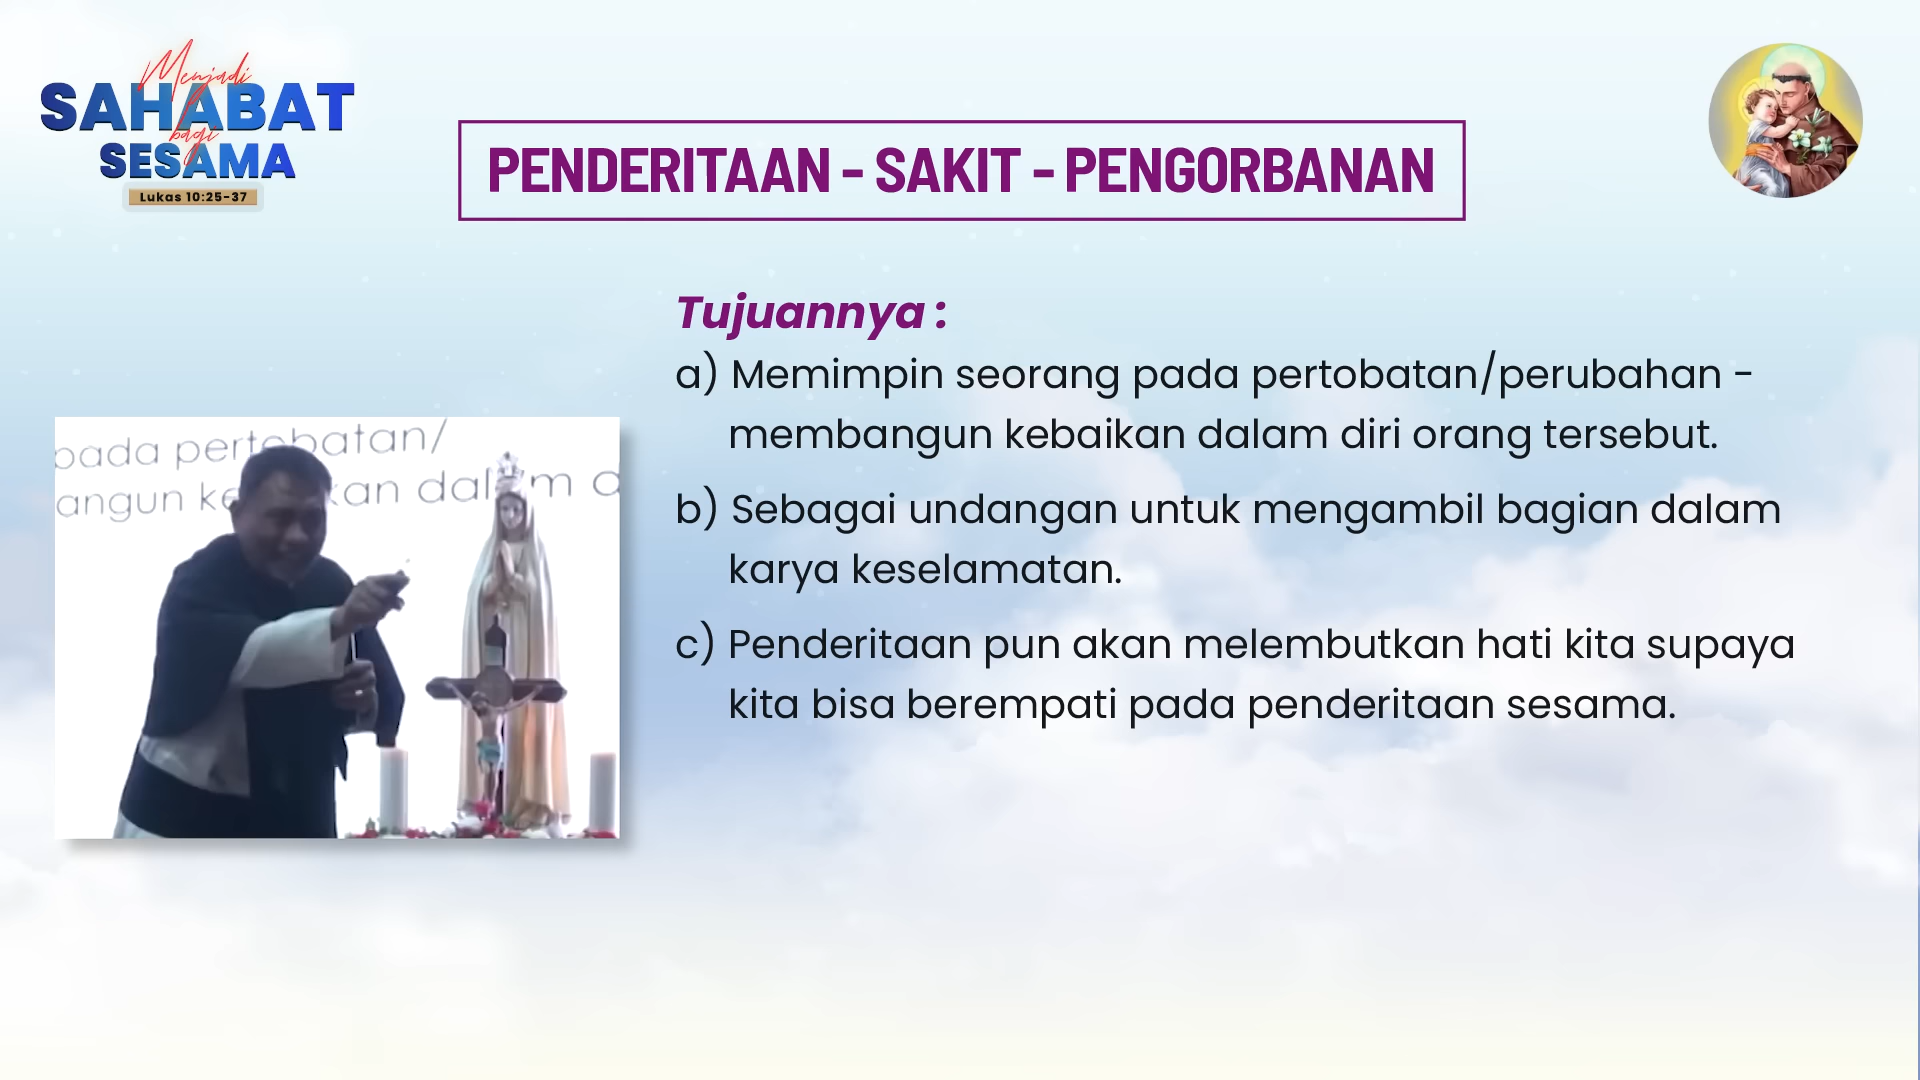 Menjadi
SAHABAT
bagi
SESAMA
Lukas 10:25-37
PENDERITAAN - SAKIT - PENGORBANAN
Tujuannya :
a) Memimpin seorang pada pertobatan/perubahan -
membangun kebaikan dalam diri orang tersebut.
b) Sebagai undangan untuk mengambil bagian dalam
karya keselamatan.
c) Penderitaan pun akan melembutkan hati kita supaya
kita bisa berempati pada penderitaan sesama.
pada pertobatan/